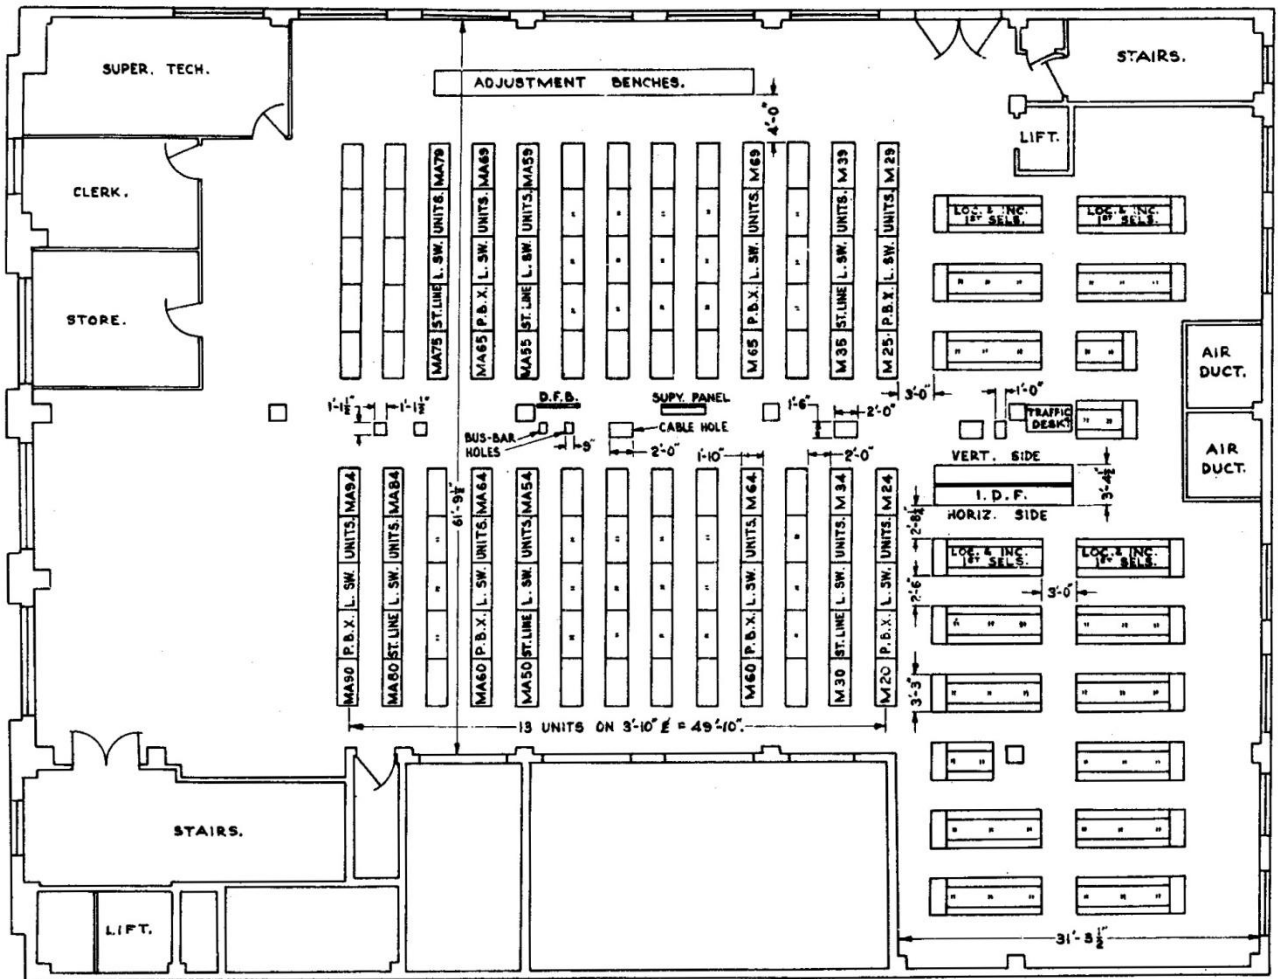 SUPER. TECH.
ADJUSTMENT BENCHES.
STAIRS.
4'-0"
LIFT.
CLERK.
STORE.
MA75 ST.LINE L. SW. UNITS. MA79
MA65 P.B.X. L. SW. UNITS. MA69
MA55 ST.LINE L. SW. UNITS. MA59
M65 P.B.X. L. SW. UNITS. M69
M35 ST.LINE L. SW. UNITS. M39
M25 P.B.X. L. SW. UNITS. M29
LOC. & INC.
1ST SELS.
LOC. & INC.
1ST SELS.
AIR
DUCT.
AIR
DUCT.
1'-1½"
1'-1½"
D.F.B.
SUPY. PANEL
CABLE HOLE
BUS-BAR
HOLES
9"
2'-0"
1'-6"
2'-0"
3'-0"
1'-0"
TRAFFIC
DESK.
1'-10"
2'-0"
VERT. SIDE
I. D. F.
HORIZ. SIDE
3'-4½"
61'-9½"
MA90 P.B.X. L. SW. UNITS. MA94
MA80 ST.LINE L. SW. UNITS. MA84
MA60 P.B.X. L. SW. UNITS. MA64
MA50 ST.LINE L. SW. UNITS. MA54
M60 P.B.X. L. SW. UNITS. M64
M30 ST.LINE L. SW. UNITS. M34
M20 P.B.X. L. SW. UNITS. M24
LOC. & INC.
1ST SELS.
LOC. & INC.
1ST SELS.
2'-6"
3'-0"
3'-3"
13 UNITS ON 3'-10" = 49'-10".
STAIRS.
LIFT.